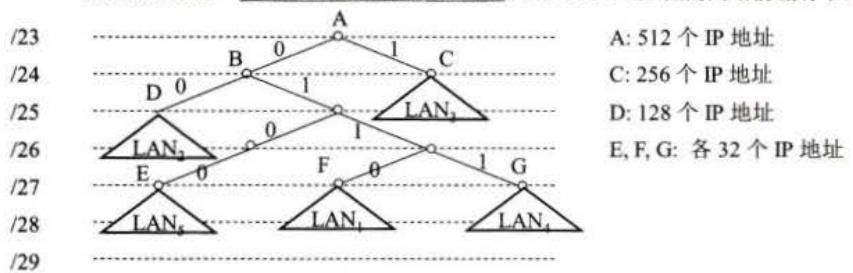 A
/23
0
1
A: 512 个 IP 地址
B
C
/24
C: 256 个 IP 地址
D
0
1
/25
D: 128 个 IP 地址
0
1
LAN₃
LAN₂
/26
E, F, G: 各 32 个 IP 地址
E
0
F
0
1
G
/27
LAN₅
LAN₁
LAN₄
/28
/29